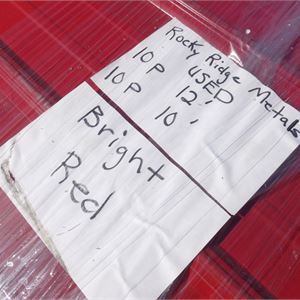 Rocky Ridge Metals
USED
10 P 12'
10 P 10'
Bright
Red